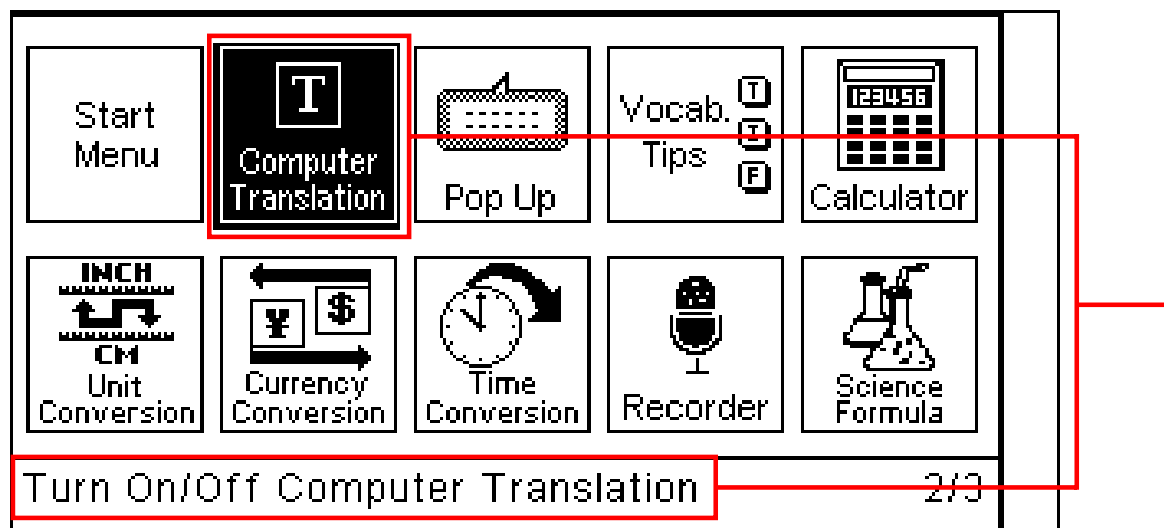 Start
Menu
T
Computer
Translation
Pop Up
Vocab.
Tips
T
I
F
123456
Calculator
INCH
CM
Unit
Conversion
¥ $
Currency
Conversion
Time
Conversion
Recorder
Science
Formula
Turn On/Off Computer Translation 2/3